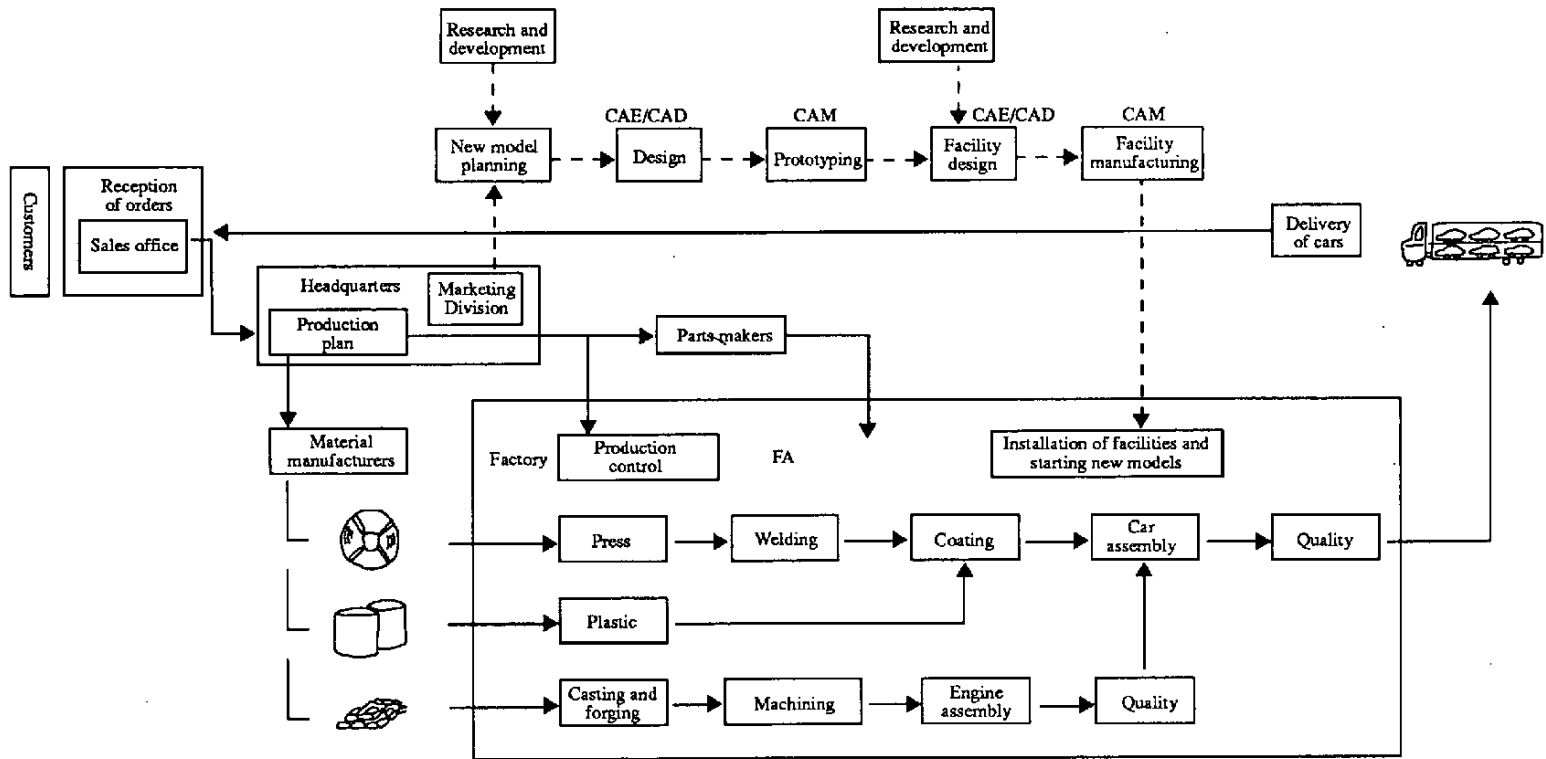 Research and
development
Research and
development
CAE/CAD
CAM
CAE/CAD
CAM
New model
planning
Design
Prototyping
Facility
design
Facility
manufacturing
Customers
Reception
of orders
Sales office
Delivery
of cars
Headquarters
Marketing
Division
Production
plan
Parts-makers
Material
manufacturers
Factory
Production
control
FA
Installation of facilities and
starting new models
Press
Welding
Coating
Car
assembly
Quality
Plastic
Casting and
forging
Machining
Engine
assembly
Quality